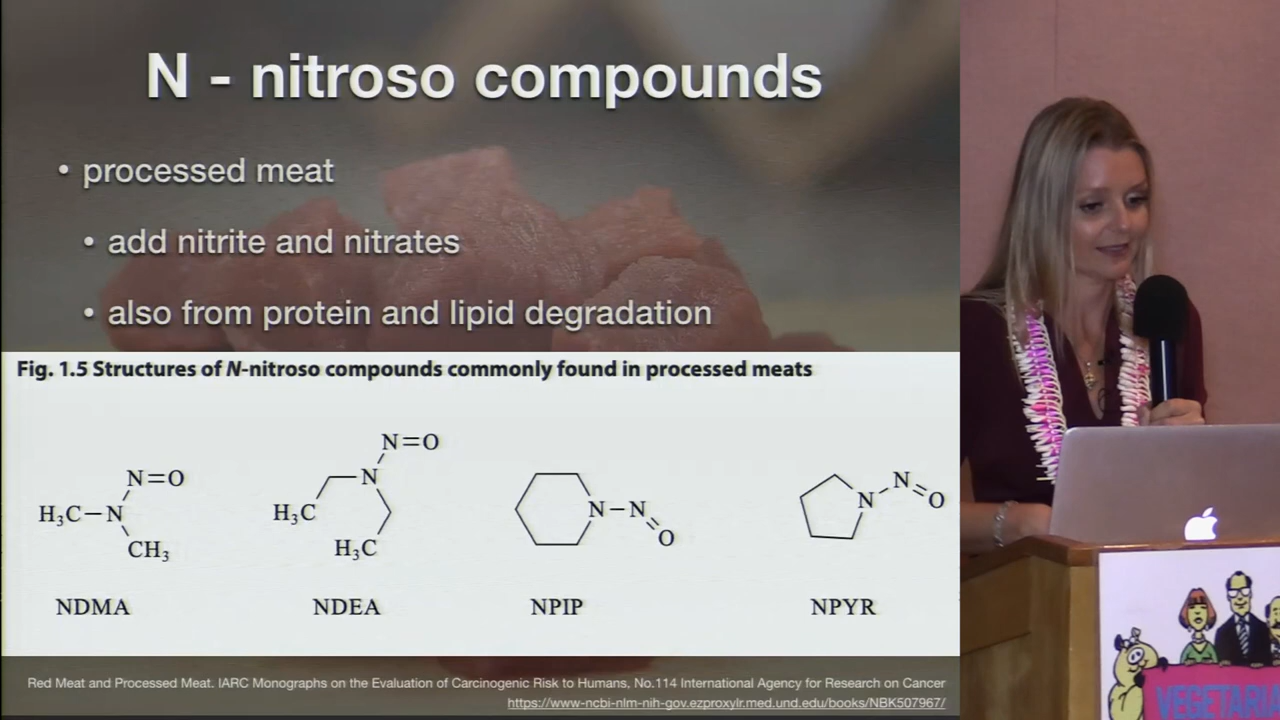 N - nitroso compounds
• processed meat
• add nitrite and nitrates
• also from protein and lipid degradation
Fig. 1.5 Structures of N-nitroso compounds commonly found in processed meats
N=O
H₃C—N
CH₃
NDMA
N=O
N
H₃C
H₃C
NDEA
N—N
O
NPIP
N
N
O
NPYR
Red Meat and Processed Meat. IARC Monographs on the Evaluation of Carcinogenic Risk to Humans, No.114 International Agency for Research on Cancer
https://www-ncbi-nlm-nih-gov.ezproxylr.med.und.edu/books/NBK507967/
VEGETARIA